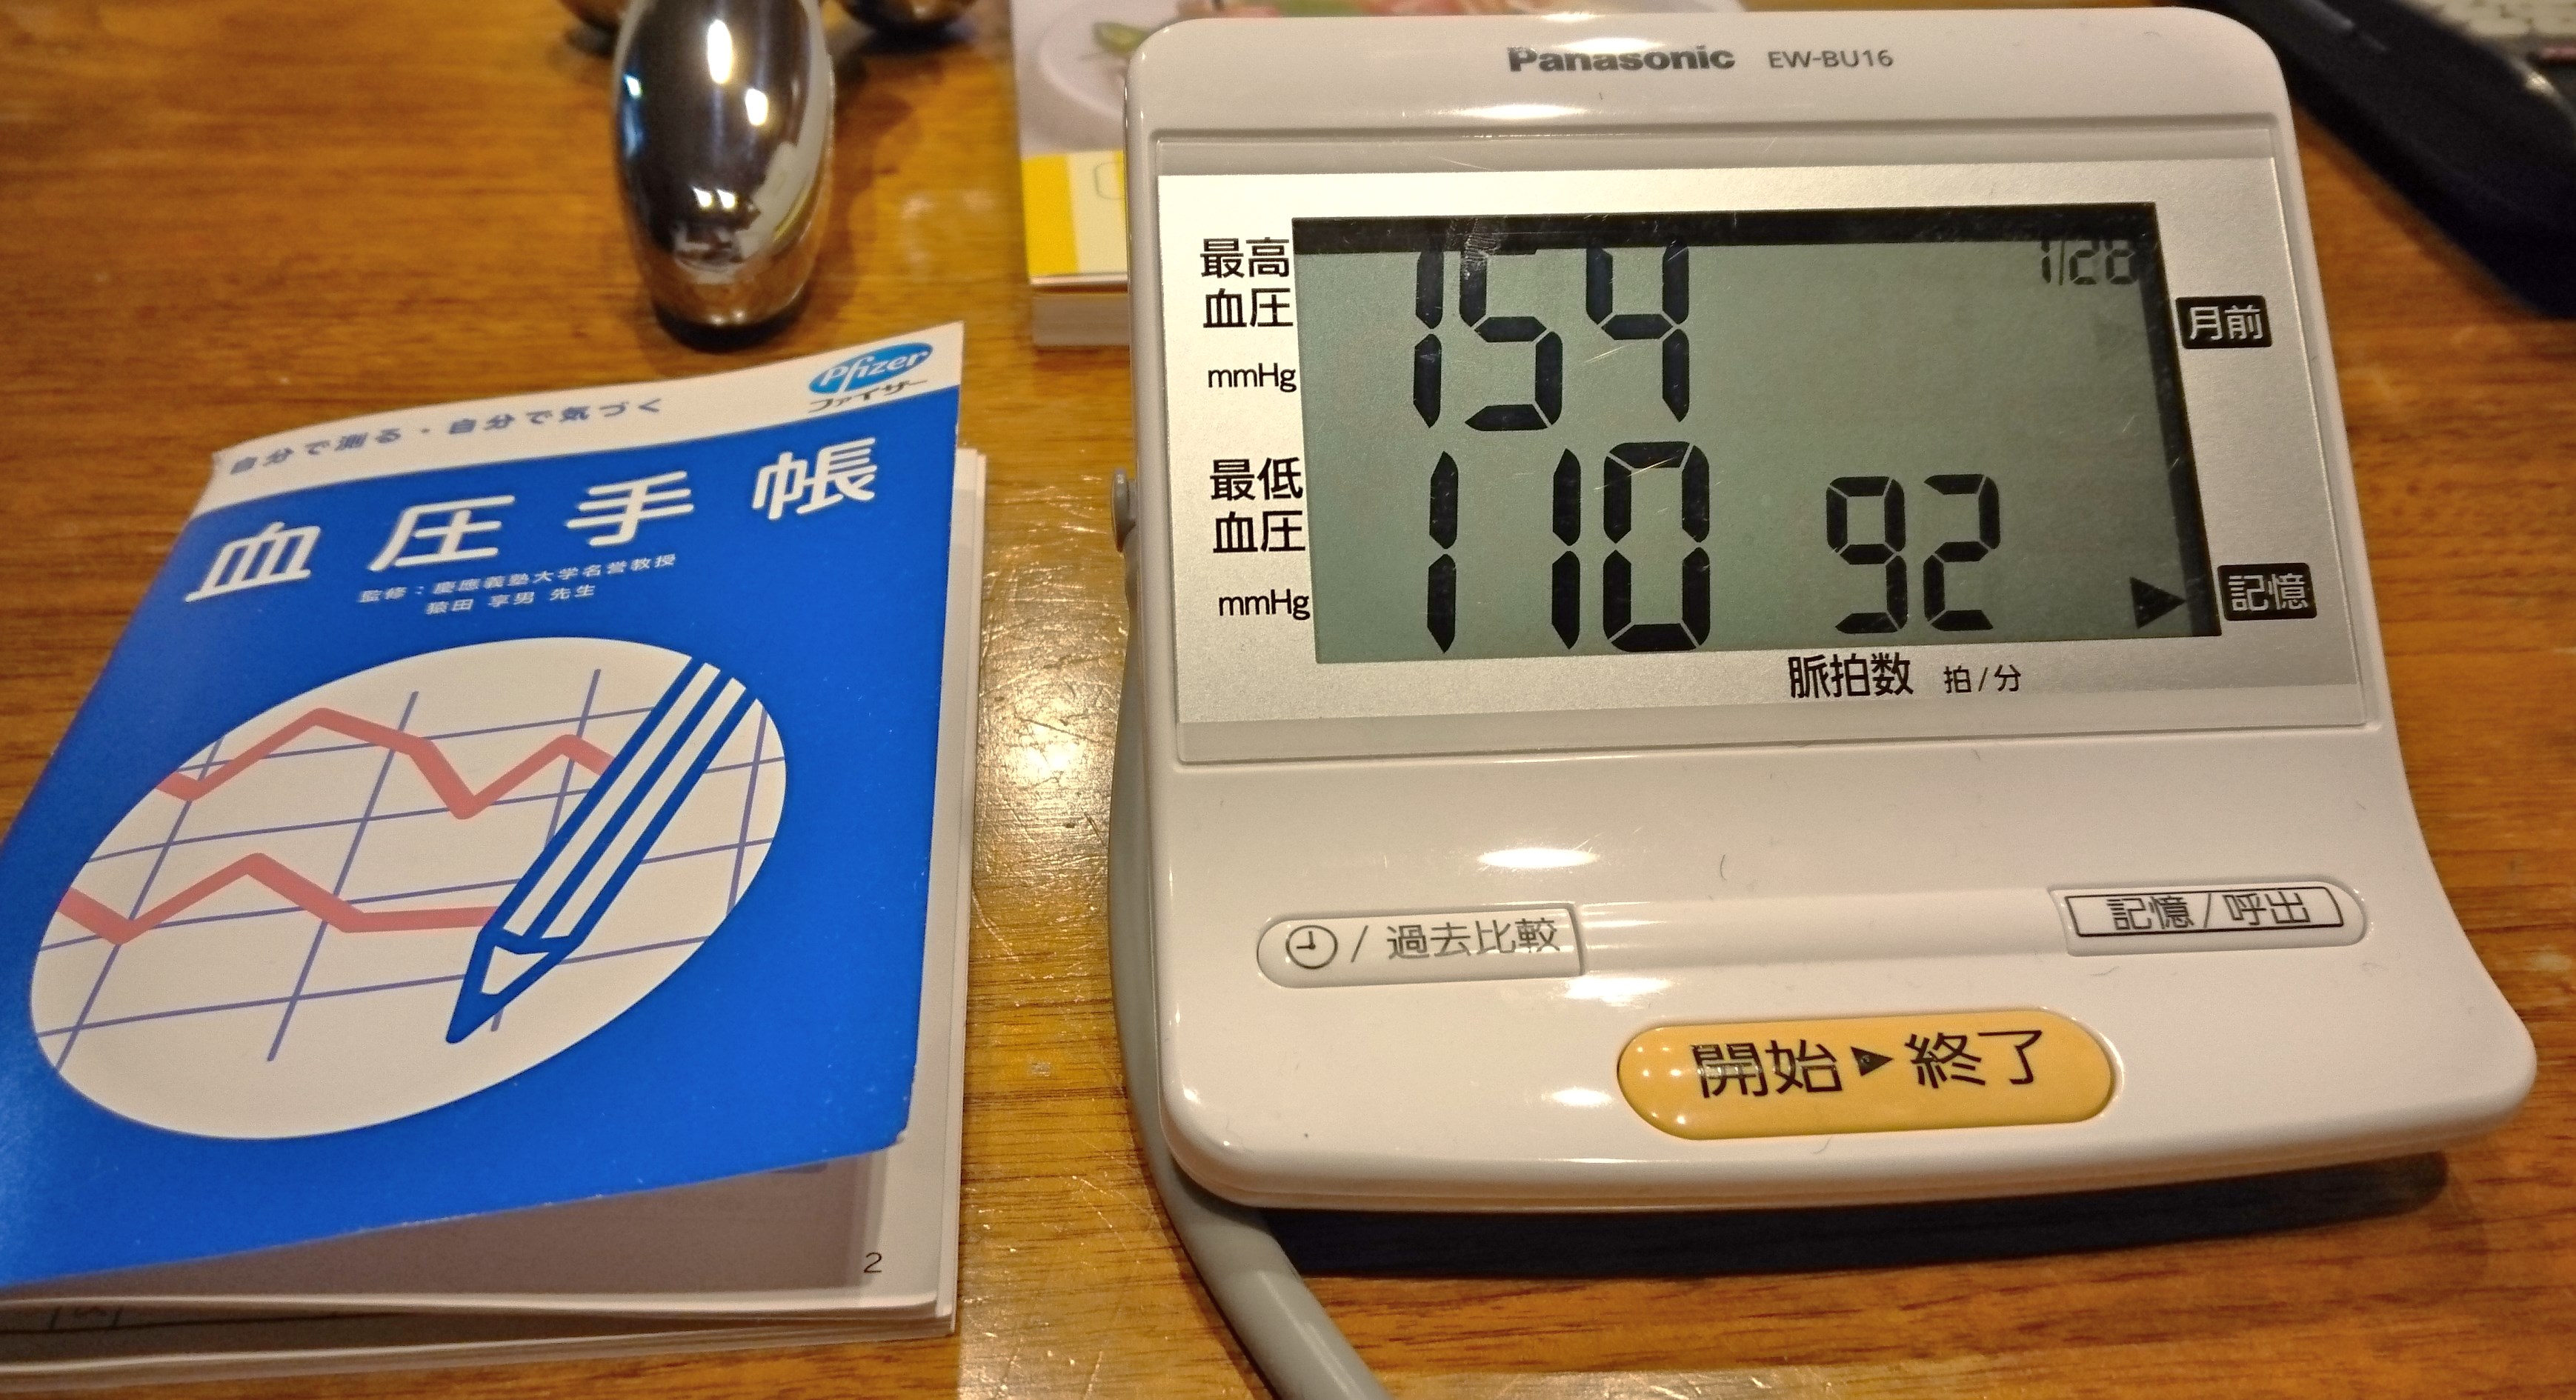 Pfizer
ファイザー
自分で測る・自分で気づく
血圧手帳
監修：慶應義塾大学名誉教授
猿田 享男 先生
2
Panasonic EW-BU16
最高
血圧
mmHg
154
1/28
月前
最低
血圧
mmHg
110
92
記憶
脈拍数 拍/分
/ 過去比較
記憶/呼出
開始▶終了